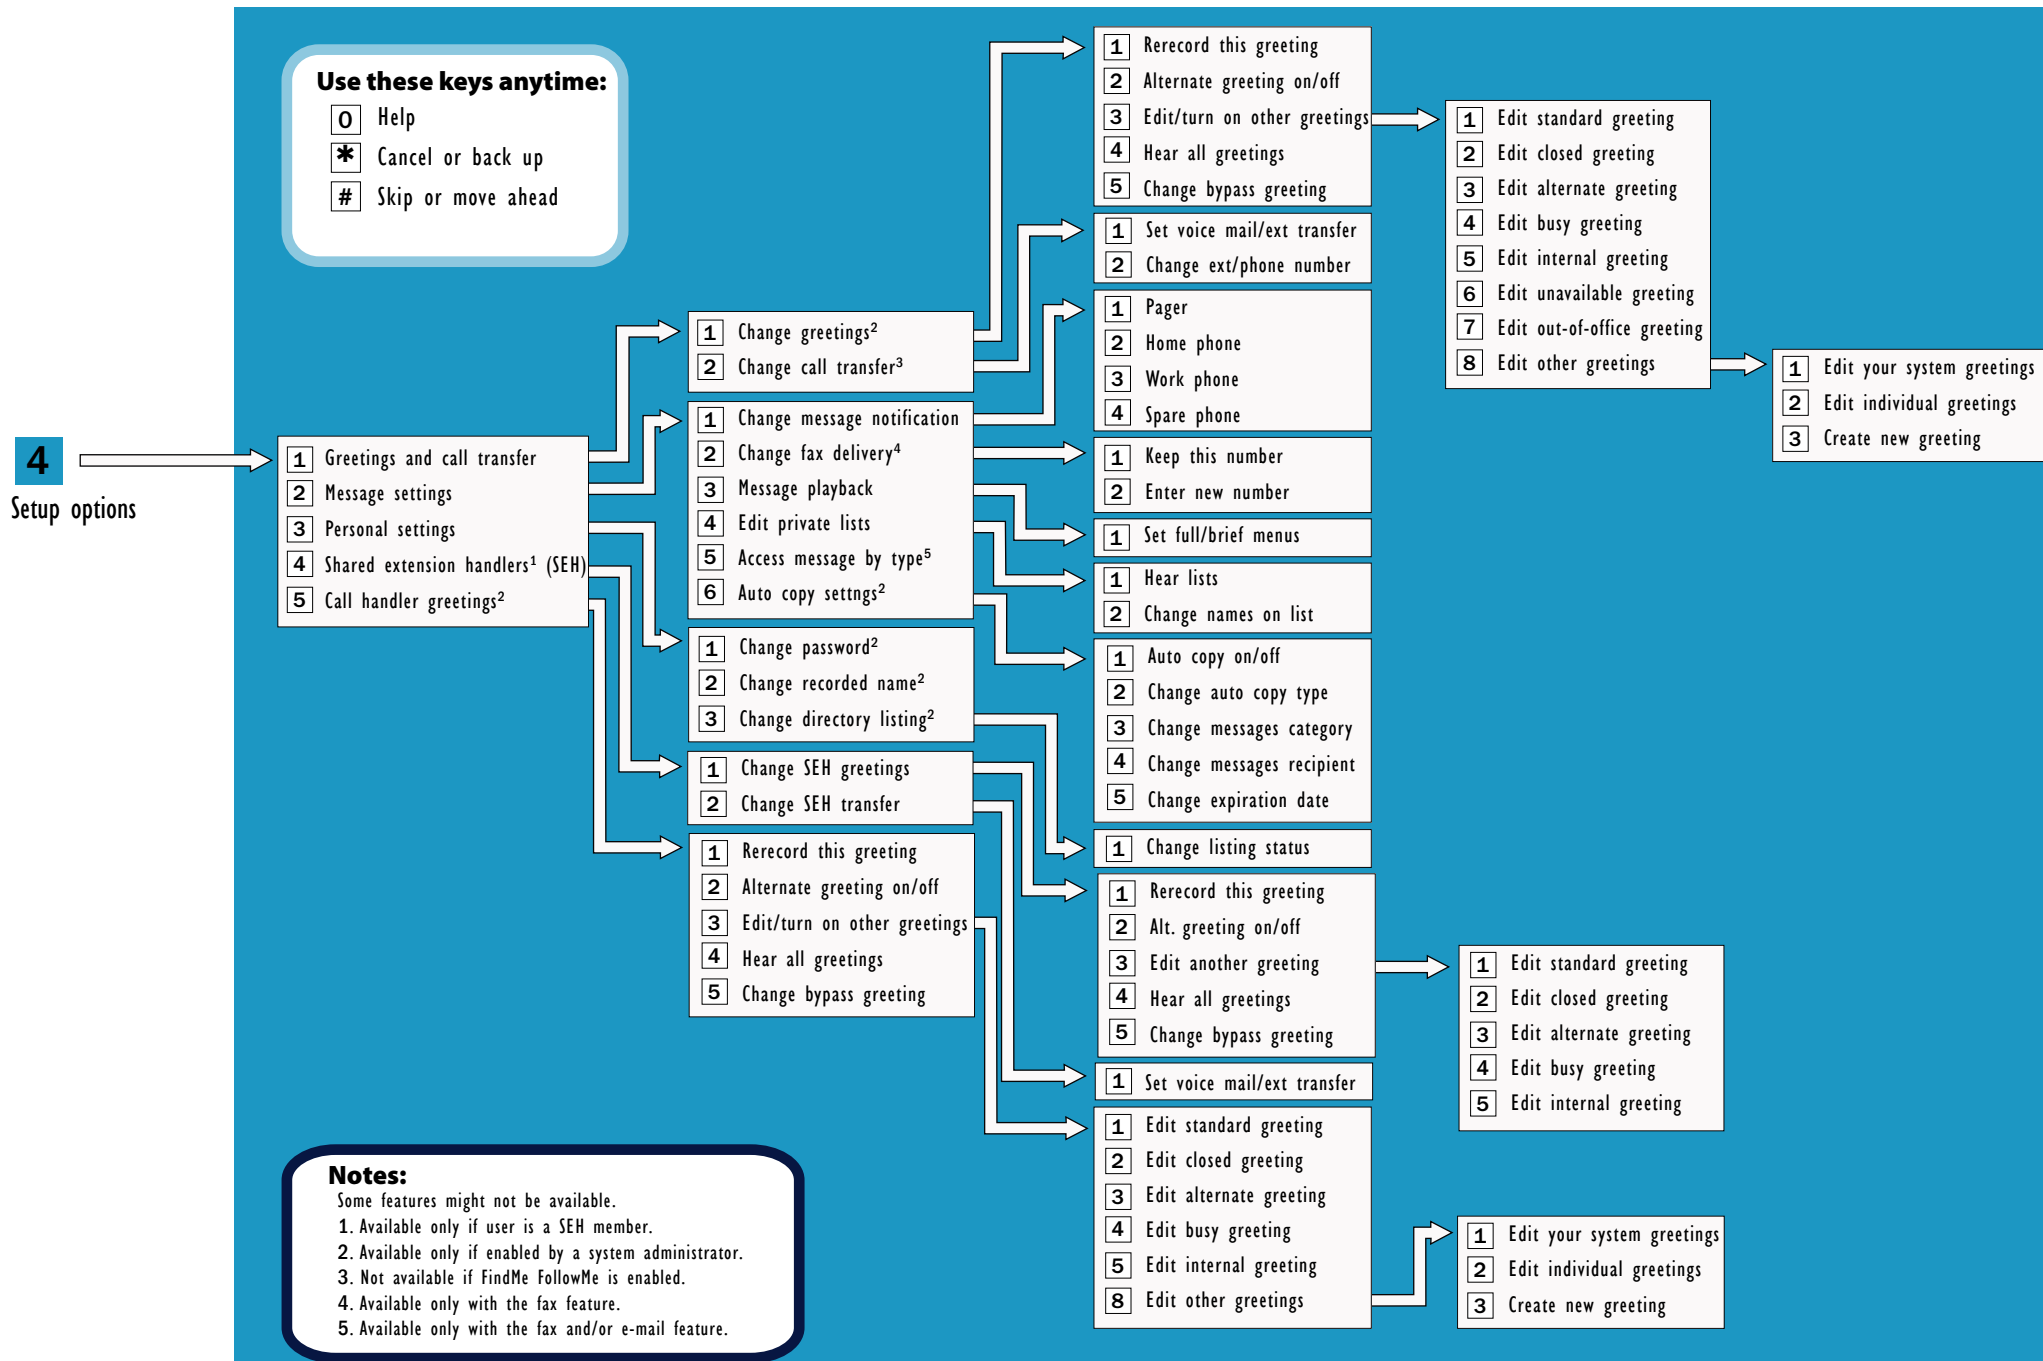 Use these keys anytime:
0 Help
* Cancel or back up
# Skip or move ahead
4
Setup options
1 Greetings and call transfer
2 Message settings
3 Personal settings
4 Shared extension handlers¹ (SEH)
5 Call handler greetings²
1 Change greetings²
2 Change call transfer³
1 Change message notification
2 Change fax delivery⁴
3 Message playback
4 Edit private lists
5 Access message by type⁵
6 Auto copy settngs²
1 Change password²
2 Change recorded name²
3 Change directory listing²
1 Change SEH greetings
2 Change SEH transfer
1 Rerecord this greeting
2 Alternate greeting on/off
3 Edit/turn on other greetings
4 Hear all greetings
5 Change bypass greeting
1 Rerecord this greeting
2 Alternate greeting on/off
3 Edit/turn on other greetings
4 Hear all greetings
5 Change bypass greeting
1 Set voice mail/ext transfer
2 Change ext/phone number
1 Pager
2 Home phone
3 Work phone
4 Spare phone
1 Keep this number
2 Enter new number
1 Set full/brief menus
1 Hear lists
2 Change names on list
1 Auto copy on/off
2 Change auto copy type
3 Change messages category
4 Change messages recipient
5 Change expiration date
1 Change listing status
1 Rerecord this greeting
2 Alt. greeting on/off
3 Edit another greeting
4 Hear all greetings
5 Change bypass greeting
1 Set voice mail/ext transfer
1 Edit standard greeting
2 Edit closed greeting
3 Edit alternate greeting
4 Edit busy greeting
5 Edit internal greeting
8 Edit other greetings
1 Edit standard greeting
2 Edit closed greeting
3 Edit alternate greeting
4 Edit busy greeting
5 Edit internal greeting
6 Edit unavailable greeting
7 Edit out-of-office greeting
8 Edit other greetings
1 Edit your system greetings
2 Edit individual greetings
3 Create new greeting
1 Edit standard greeting
2 Edit closed greeting
3 Edit alternate greeting
4 Edit busy greeting
5 Edit internal greeting
1 Edit your system greetings
2 Edit individual greetings
3 Create new greeting
Notes:
Some features might not be available.
1. Available only if user is a SEH member.
2. Available only if enabled by a system administrator.
3. Not available if FindMe FollowMe is enabled.
4. Available only with the fax feature.
5. Available only with the fax and/or e-mail feature.